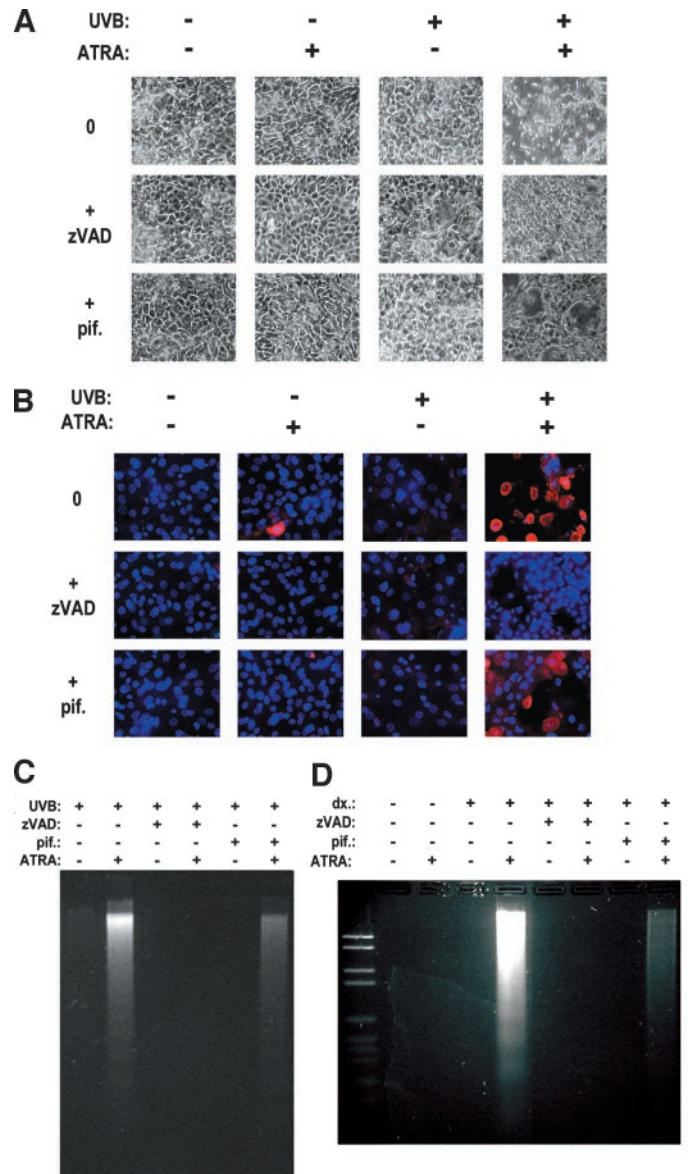 A
UVB: - - + +
ATRA: - + - +
0
+
zVAD
+
pif.
B
UVB: - - + +
ATRA: - + - +
0
+
zVAD
+
pif.
C
UVB: + + + + + +
zVAD: - - + + - -
pif.: - - - - + +
ATRA: - + - + - +
D
dx.: - - + + + + + +
zVAD: - - - - + + - -
pif.: - - - - - - + +
ATRA: - + - + - + - +